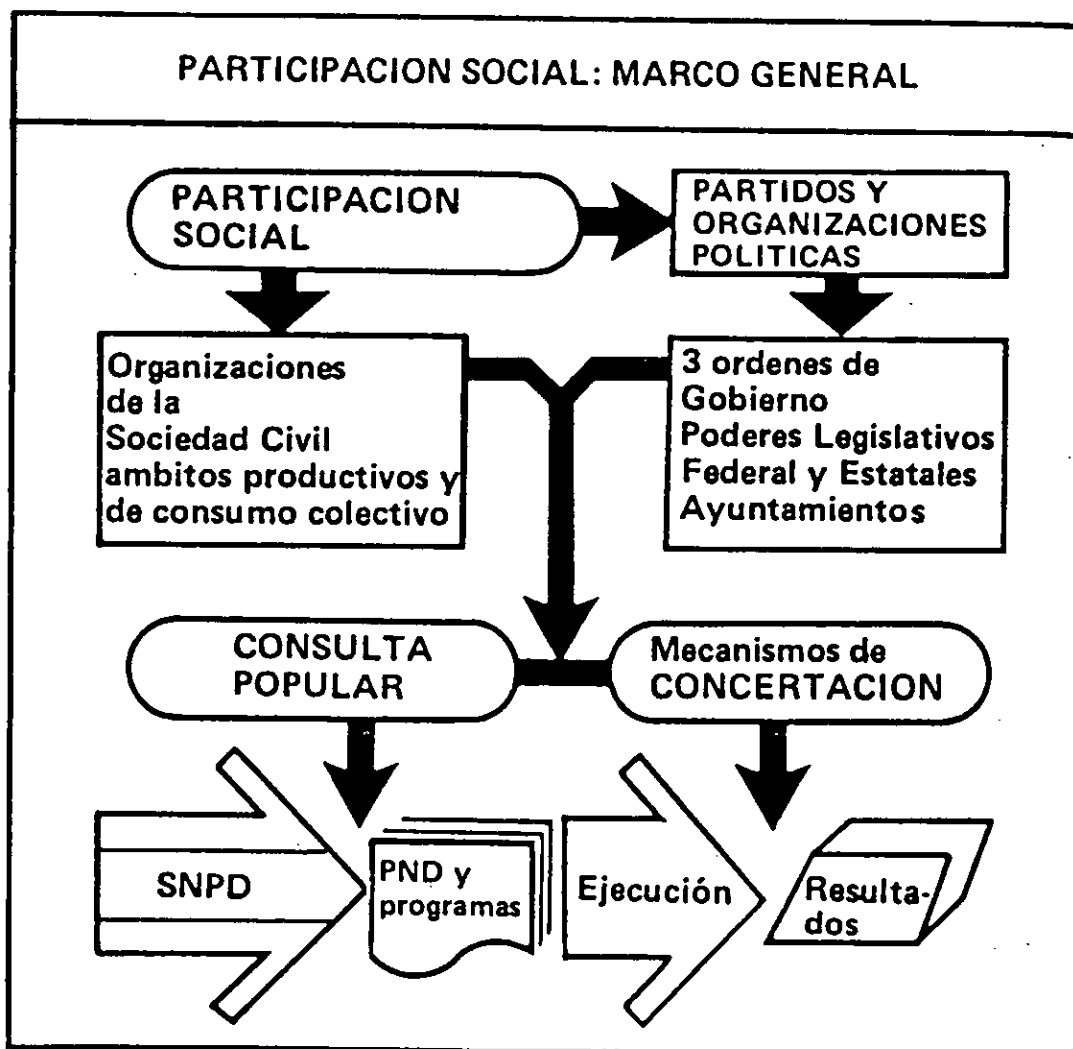 PARTICIPACION SOCIAL: MARCO GENERAL
PARTICIPACION
SOCIAL
PARTIDOS Y
ORGANIZACIONES
POLITICAS
Organizaciones
de la
Sociedad Civil
ambitos productivos y
de consumo colectivo
3 ordenes de
Gobierno
Poderes Legislativos
Federal y Estatales
Ayuntamientos
CONSULTA
POPULAR
Mecanismos de
CONCERTACION
SNPD
PND y
programas
Ejecución
Resulta-
dos